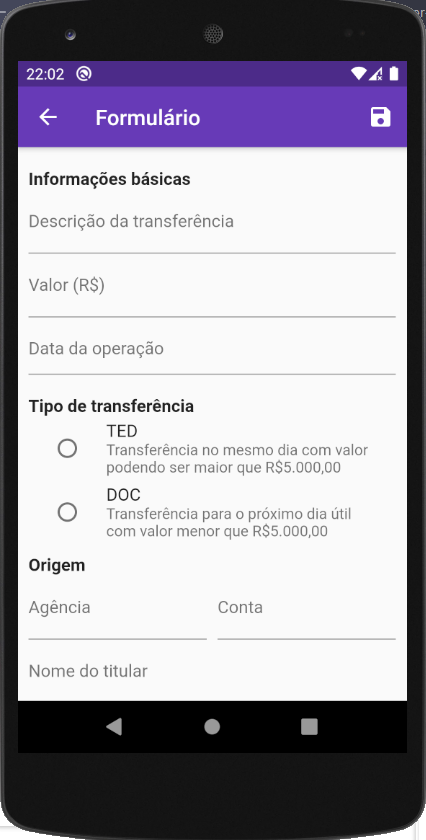 22:02
Formulário
Informações básicas
Descrição da transferência
Valor (R$)
Data da operação
Tipo de transferência
TED
Transferência no mesmo dia com valor
podendo ser maior que R$5.000,00
DOC
Transferência para o próximo dia útil
com valor menor que R$5.000,00
Origem
Agência Conta
Nome do titular